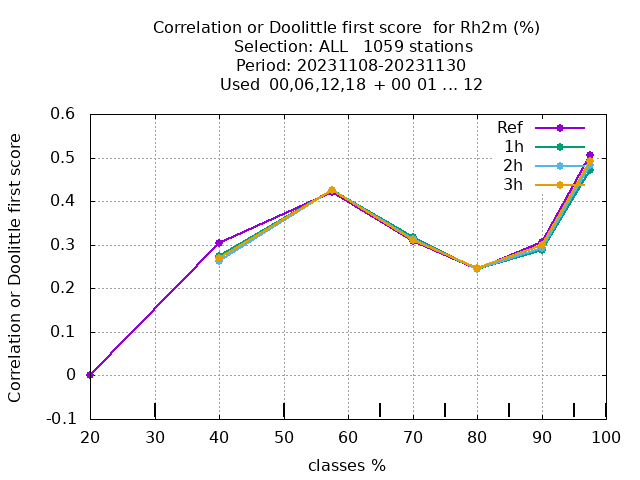 Correlation or Doolittle first score  for Rh2m (%)
Selection: ALL   1059 stations
Period: 20231108-20231130
Used  00,06,12,18  + 00 01 ... 12
Correlation or Doolittle first score
0.6
0.5
0.4
0.3
0.2
0.1
0
-0.1
Ref
1h
2h
3h
20 30 40 50 60 70 80 90 100
classes %